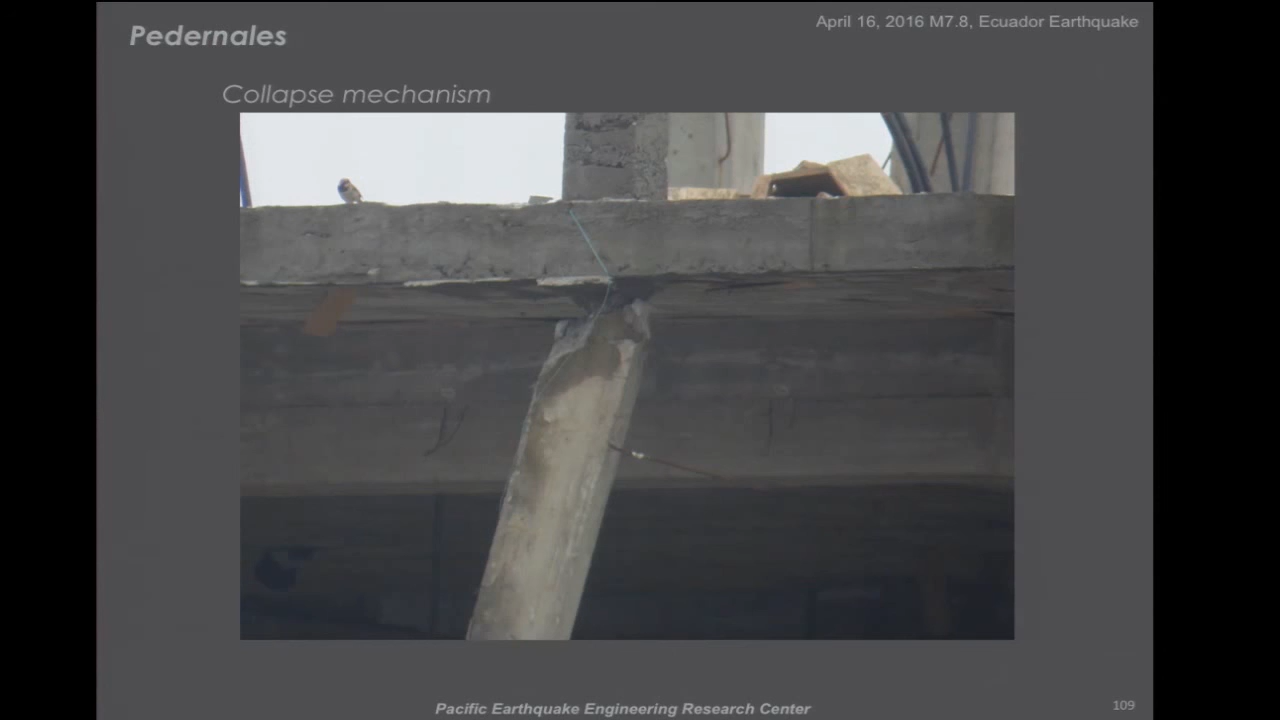 Pedernales
April 16, 2016 M7.8, Ecuador Earthquake
Collapse mechanism
Pacific Earthquake Engineering Research Center
109